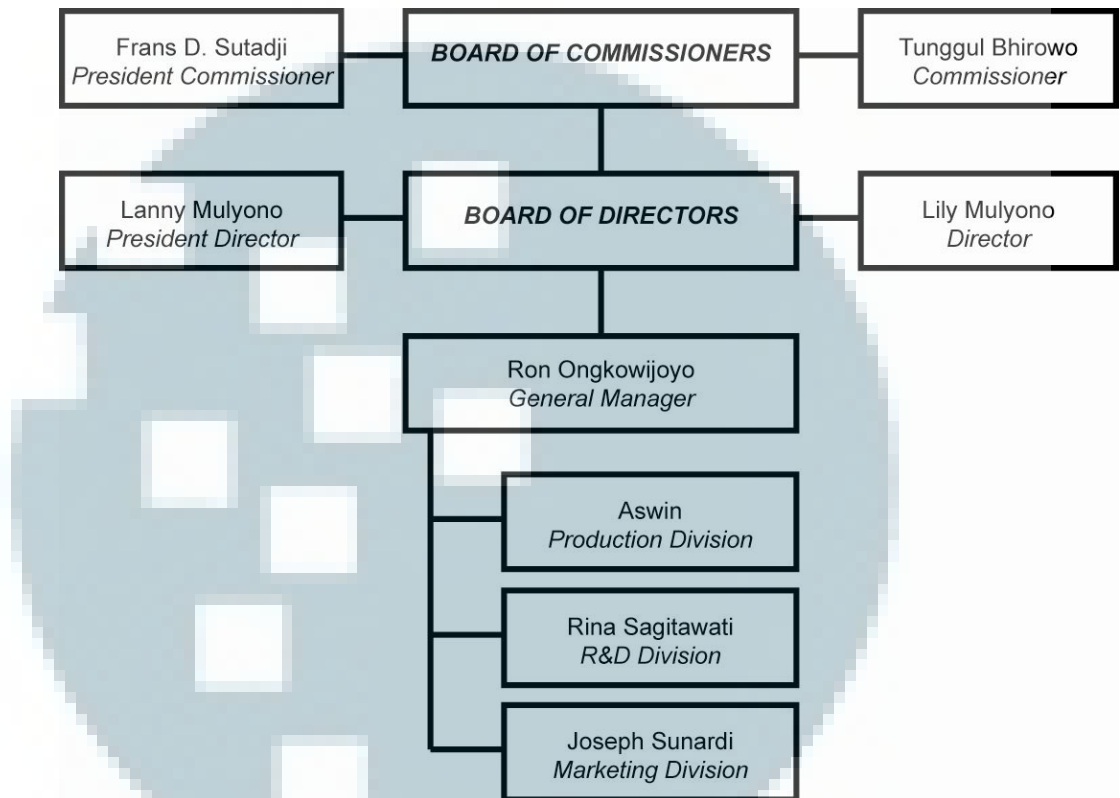 Frans D. Sutadji
President Commissioner
BOARD OF COMMISSIONERS
Tunggul Bhirowo
Commissioner
Lanny Mulyono
President Director
BOARD OF DIRECTORS
Lily Mulyono
Director
Ron Ongkowijoyo
General Manager
Aswin
Production Division
Rina Sagitawati
R&D Division
Joseph Sunardi
Marketing Division